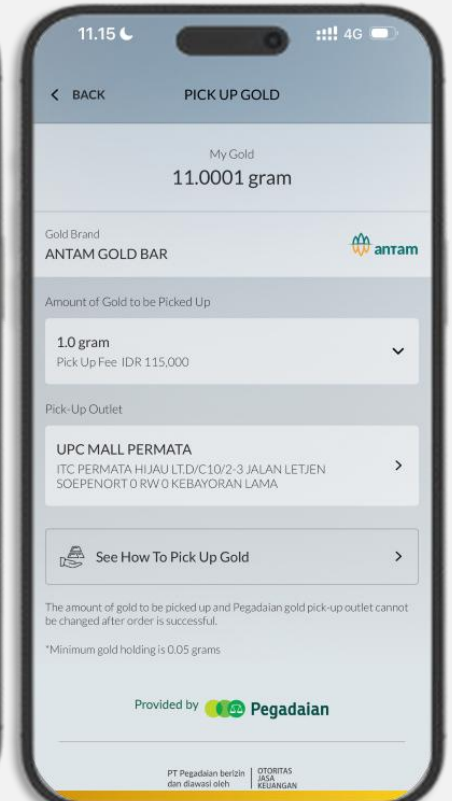 11.15
4G
BACK
PICK UP GOLD
My Gold
11.0001 gram
Gold Brand
ANTAM GOLD BAR
antam
Amount of Gold to be Picked Up
1.0 gram
Pick Up Fee IDR 115,000
Pick-Up Outlet
UPC MALL PERMATA
ITC PERMATA HIJAU LT.D/C10/2-3 JALAN LETJEN
SOEPENORT 0 RW 0 KEBAYORAN LAMA
See How To Pick Up Gold
The amount of gold to be picked up and Pegadaian gold pick-up outlet cannot
be changed after order is successful.
*Minimum gold holding is 0.05 grams
Provided by Pegadaian
PT Pegadaian berizin
dan diawasi oleh
OTORITAS
JASA
KEUANGAN